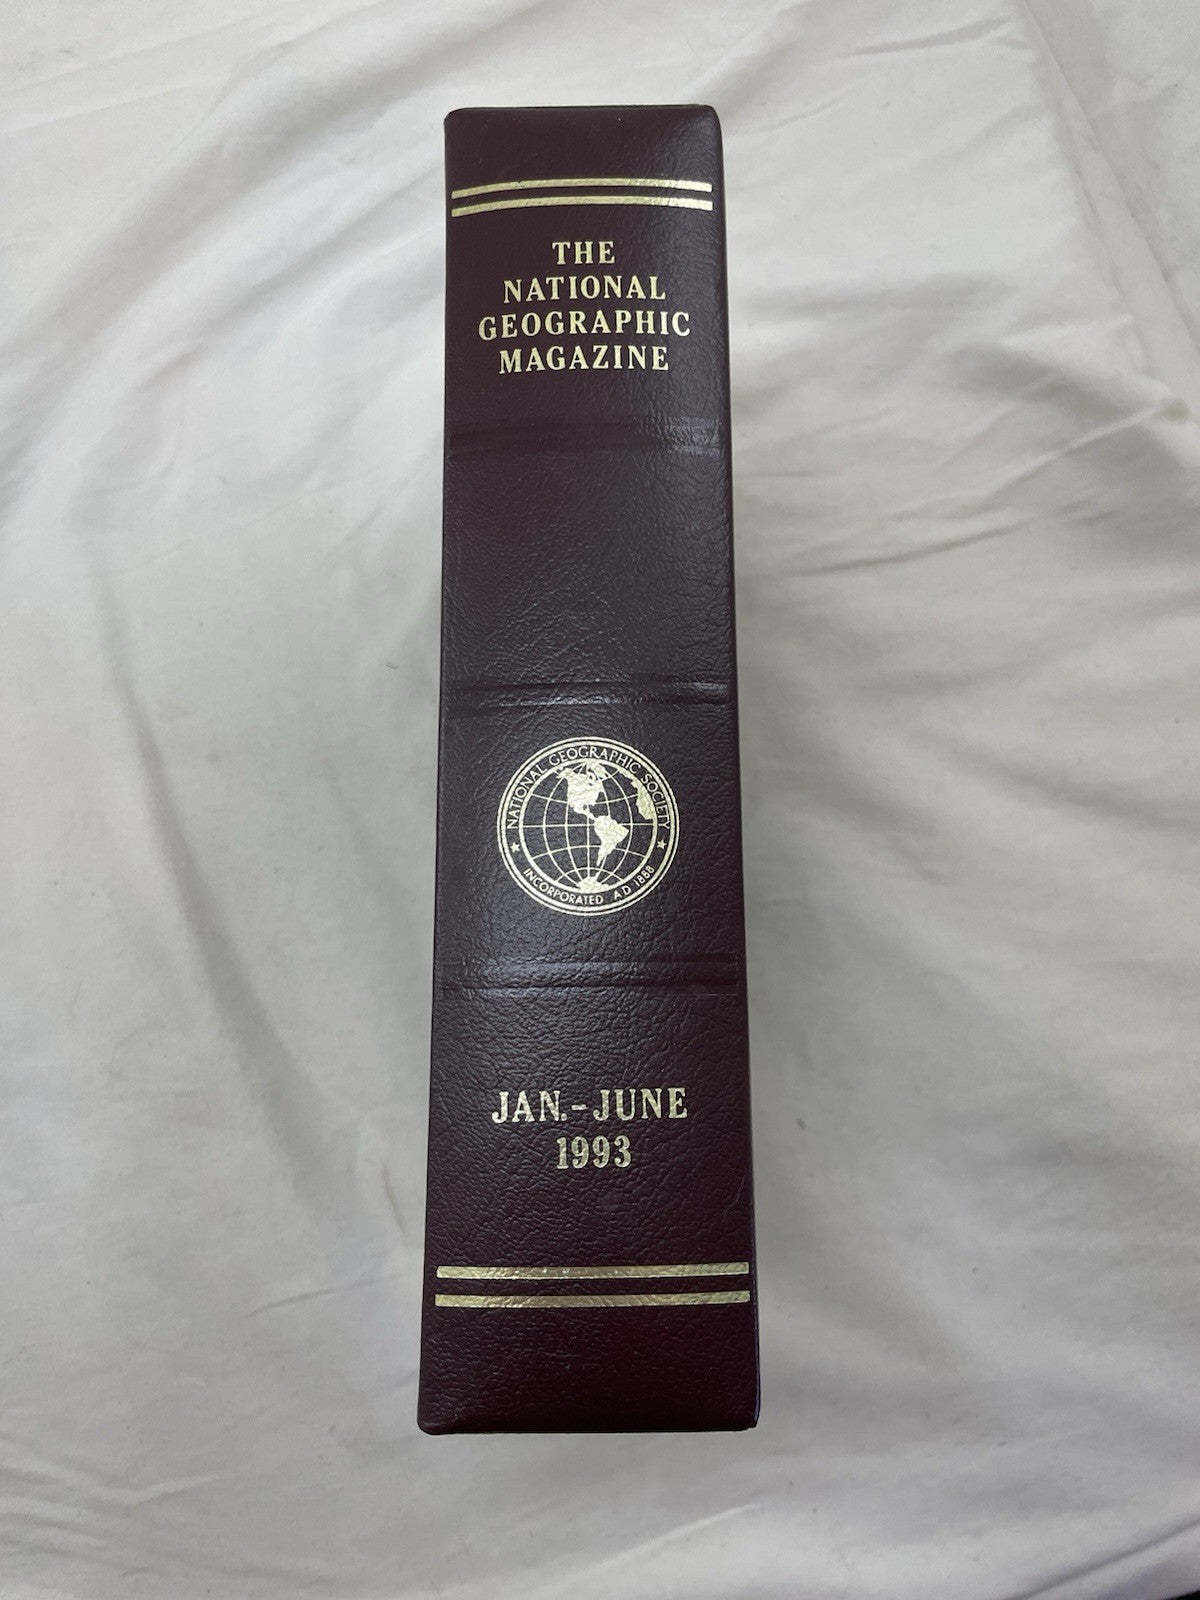 THE
NATIONAL
GEOGRAPHIC
MAGAZINE
NATIONAL GEOGRAPHIC SOCIETY
INCORPORATED A.D. 1888
JAN.-JUNE
1993